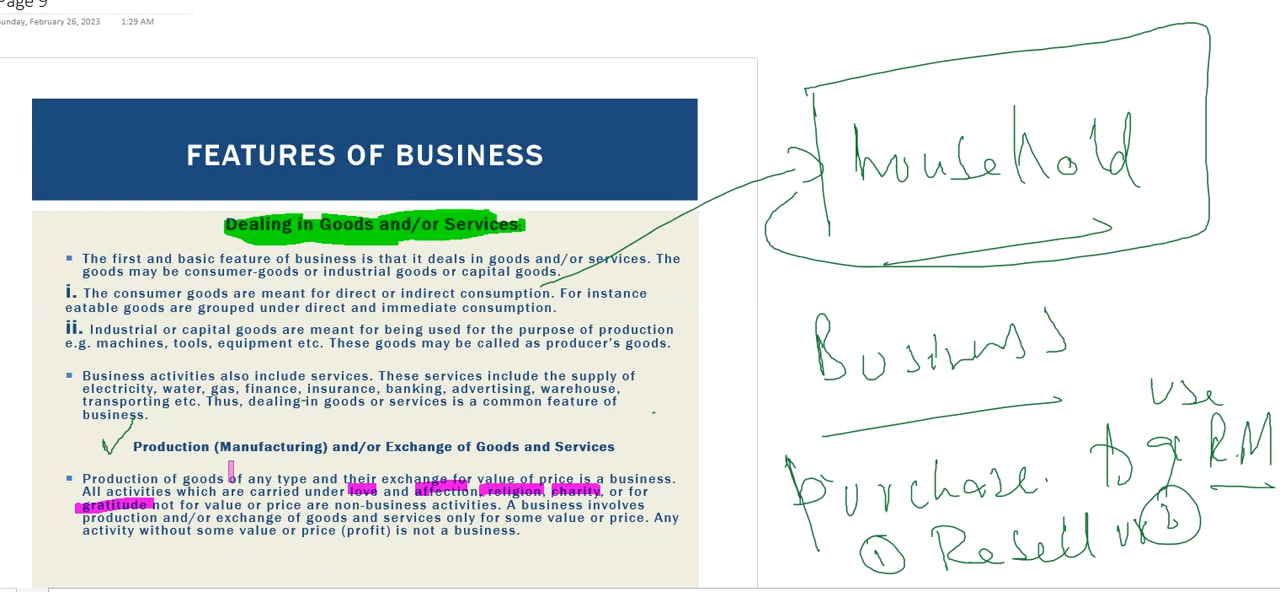 Page 9
Sunday, February 26, 2023 1:29 AM
FEATURES OF BUSINESS
Dealing in Goods and/or Services:
▪ The first and basic feature of business is that it deals in goods and/or services. The
goods may be consumer-goods or industrial goods or capital goods.
i. The consumer goods are meant for direct or indirect consumption. For instance
eatable goods are grouped under direct and immediate consumption.
ii. Industrial or capital goods are meant for being used for the purpose of production
e.g. machines, tools, equipment etc. These goods may be called as producer's goods.
▪ Business activities also include services. These services include the supply of
electricity, water, gas, finance, insurance, banking, advertising, warehouse,
transporting etc. Thus, dealing-in goods or services is a common feature of
business.
Production (Manufacturing) and/or Exchange of Goods and Services
▪ Production of goods of any type and their exchange for value of price is a business.
All activities which are carried under love and affection, religion, charity, or for
gratitude not for value or price are non-business activities. A business involves
production and/or exchange of goods and services only for some value or price. Any
activity without some value or price (profit) is not a business.
household
Business
use
Purchase. R.M
① Resell 2